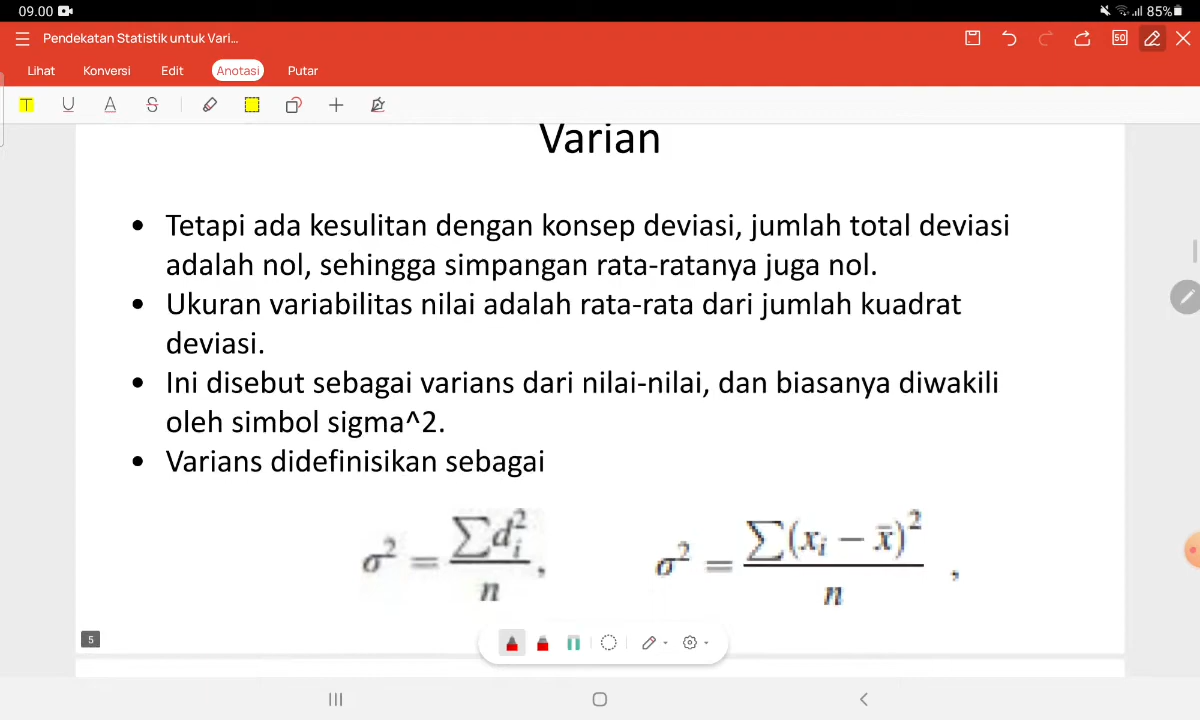 09.00
85%
Pendekatan Statistik untuk Vari...
50
Lihat Konversi Edit Anotasi Putar
T U A S
Varian
• Tetapi ada kesulitan dengan konsep deviasi, jumlah total deviasi
adalah nol, sehingga simpangan rata-ratanya juga nol.
• Ukuran variabilitas nilai adalah rata-rata dari jumlah kuadrat
deviasi.
• Ini disebut sebagai varians dari nilai-nilai, dan biasanya diwakili
oleh simbol sigma^2.
• Varians didefinisikan sebagai
σ² = ∑dᵢ² / n ,
σ² = ∑(xᵢ − x̄)² / n ,
5